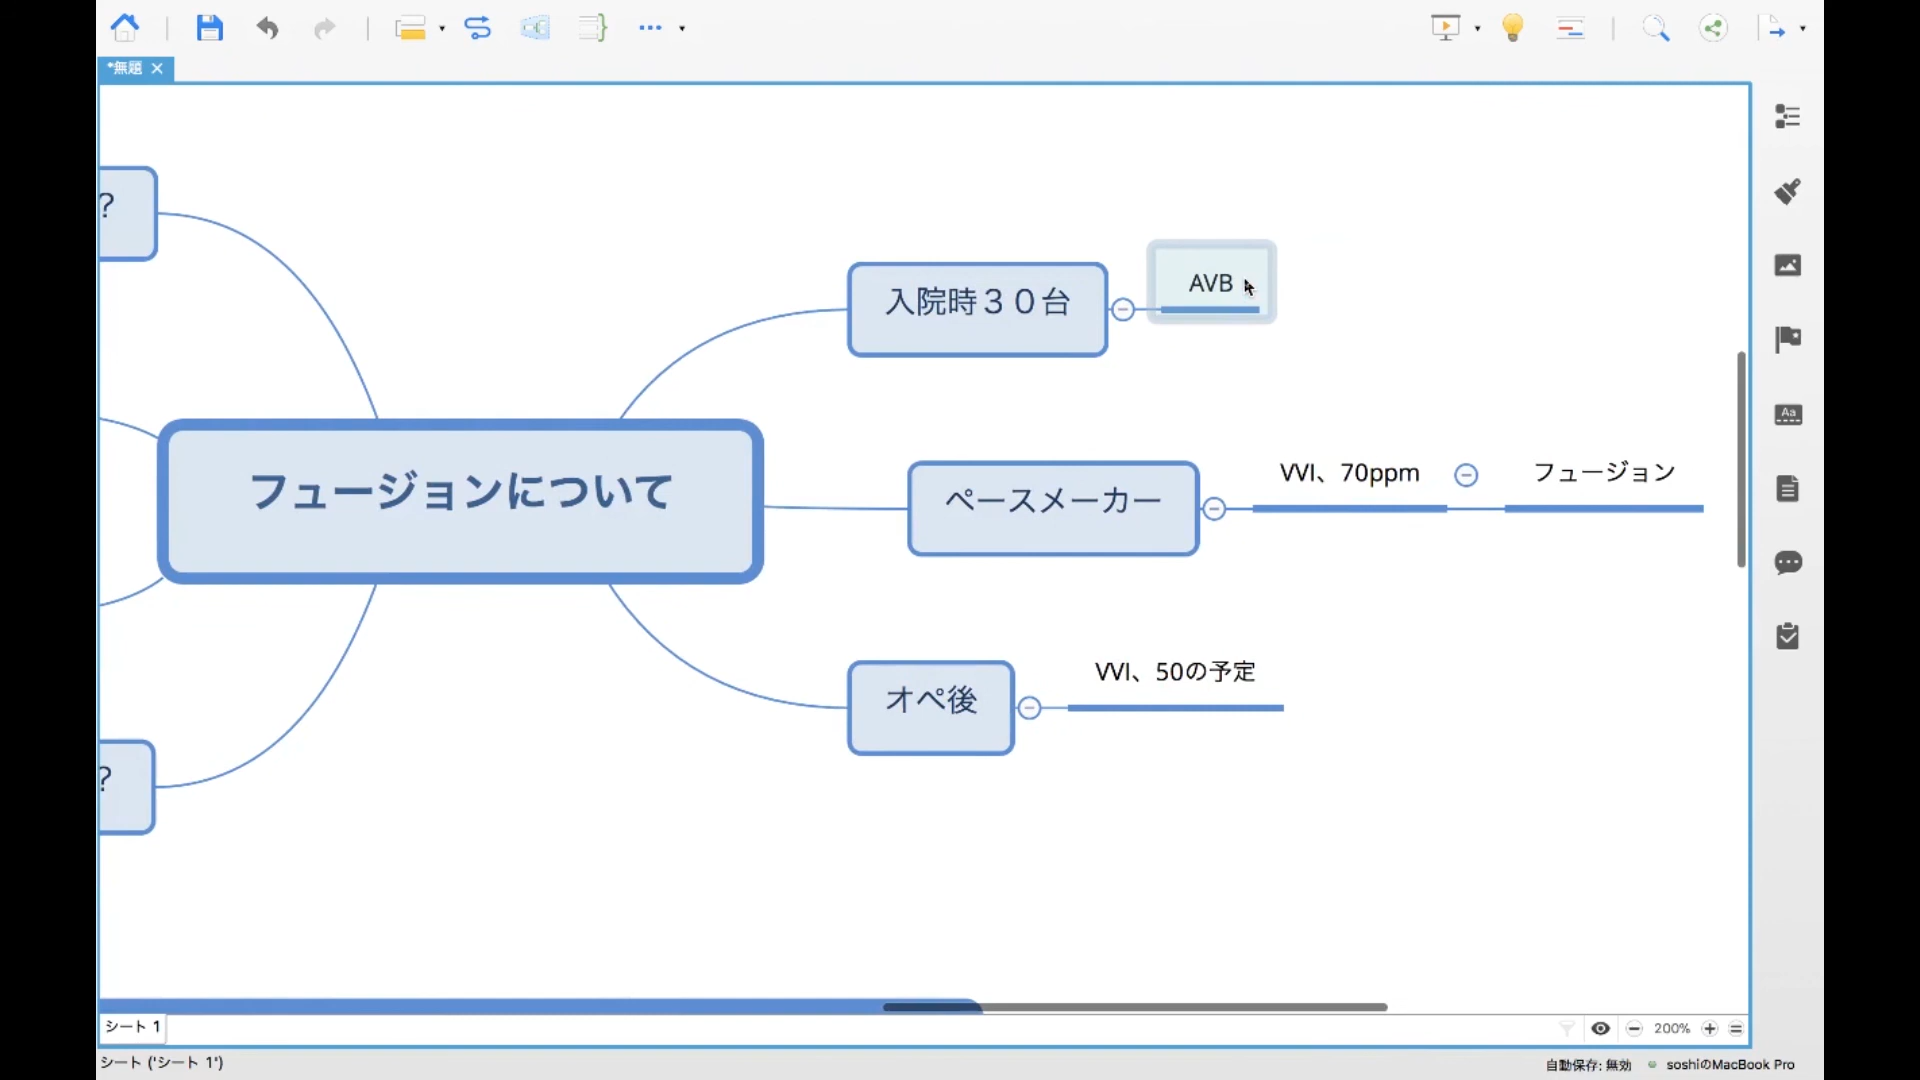 *無題
?
入院時３０台
AVB
フュージョンについて
ペースメーカー
VVI、70ppm
フュージョン
オペ後
VVI、50の予定
?
Aa
シート 1
200%
シート ('シート 1')
自動保存: 無効
soshiのMacBook Pro